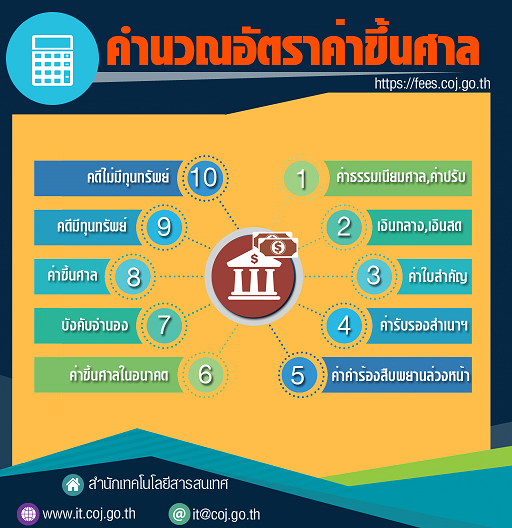 คำนวณอัตราค่าขึ้นศาล
https://fees.coj.go.th
1 ค่าธรรมเนียมศาล,ค่าปรับ
2 เงินกลาง,เงินสด
3 ค่าใบสำคัญ
4 ค่ารับรองสำเนาฯ
5 ค่าคำร้องสืบพยานล่วงหน้า
6 ค่าขึ้นศาลในอนาคต
7 บังคับจำนอง
8 ค่าขึ้นศาล
9 คดีมีทุนทรัพย์
10 คดีไม่มีทุนทรัพย์
$ $
สำนักเทคโนโลยีสารสนเทศ
www.it.coj.go.th
@ it@coj.go.th